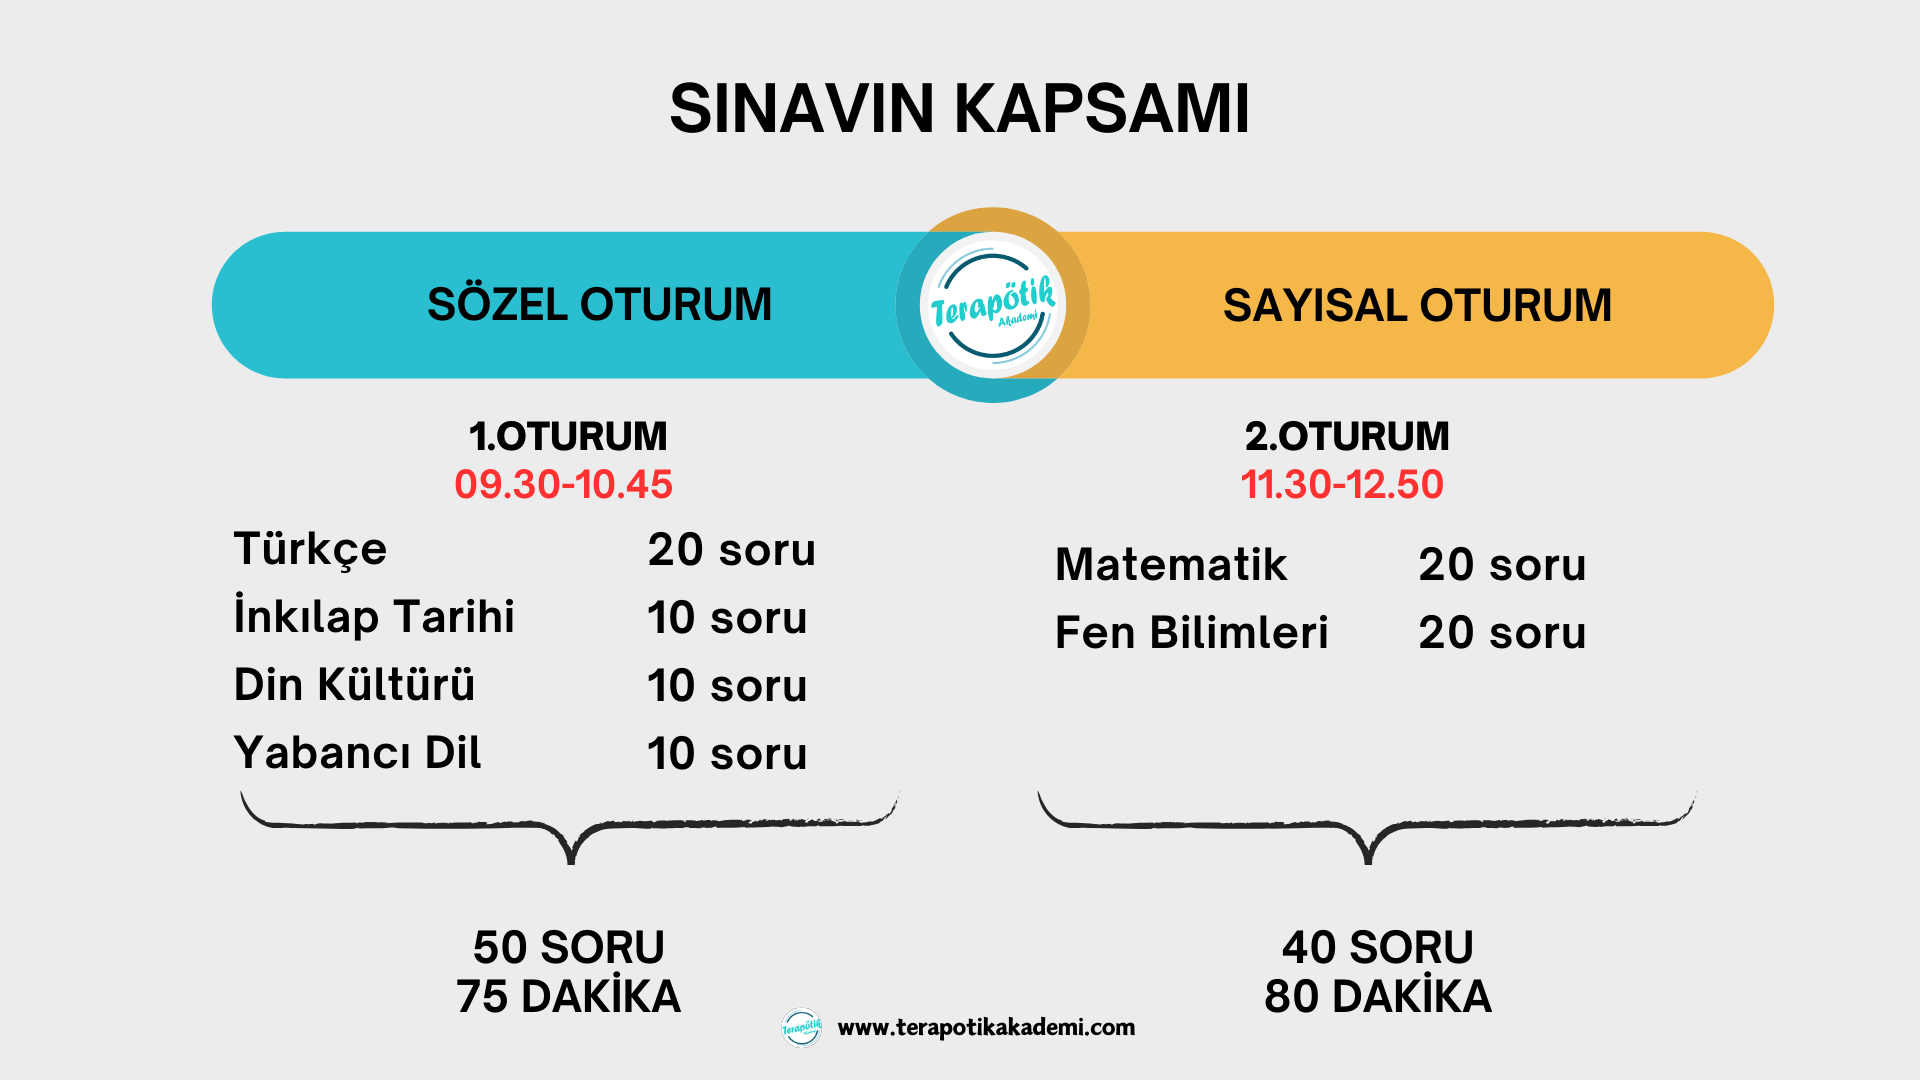 SINAVIN KAPSAMI
SÖZEL OTURUM
Terapötik
Akademi
SAYISAL OTURUM
1.OTURUM
09.30-10.45
Türkçe 20 soru
İnkılap Tarihi 10 soru
Din Kültürü 10 soru
Yabancı Dil 10 soru
50 SORU
75 DAKİKA
2.OTURUM
11.30-12.50
Matematik 20 soru
Fen Bilimleri 20 soru
40 SORU
80 DAKİKA
Terapötik
Akademi
www.terapotikakademi.com